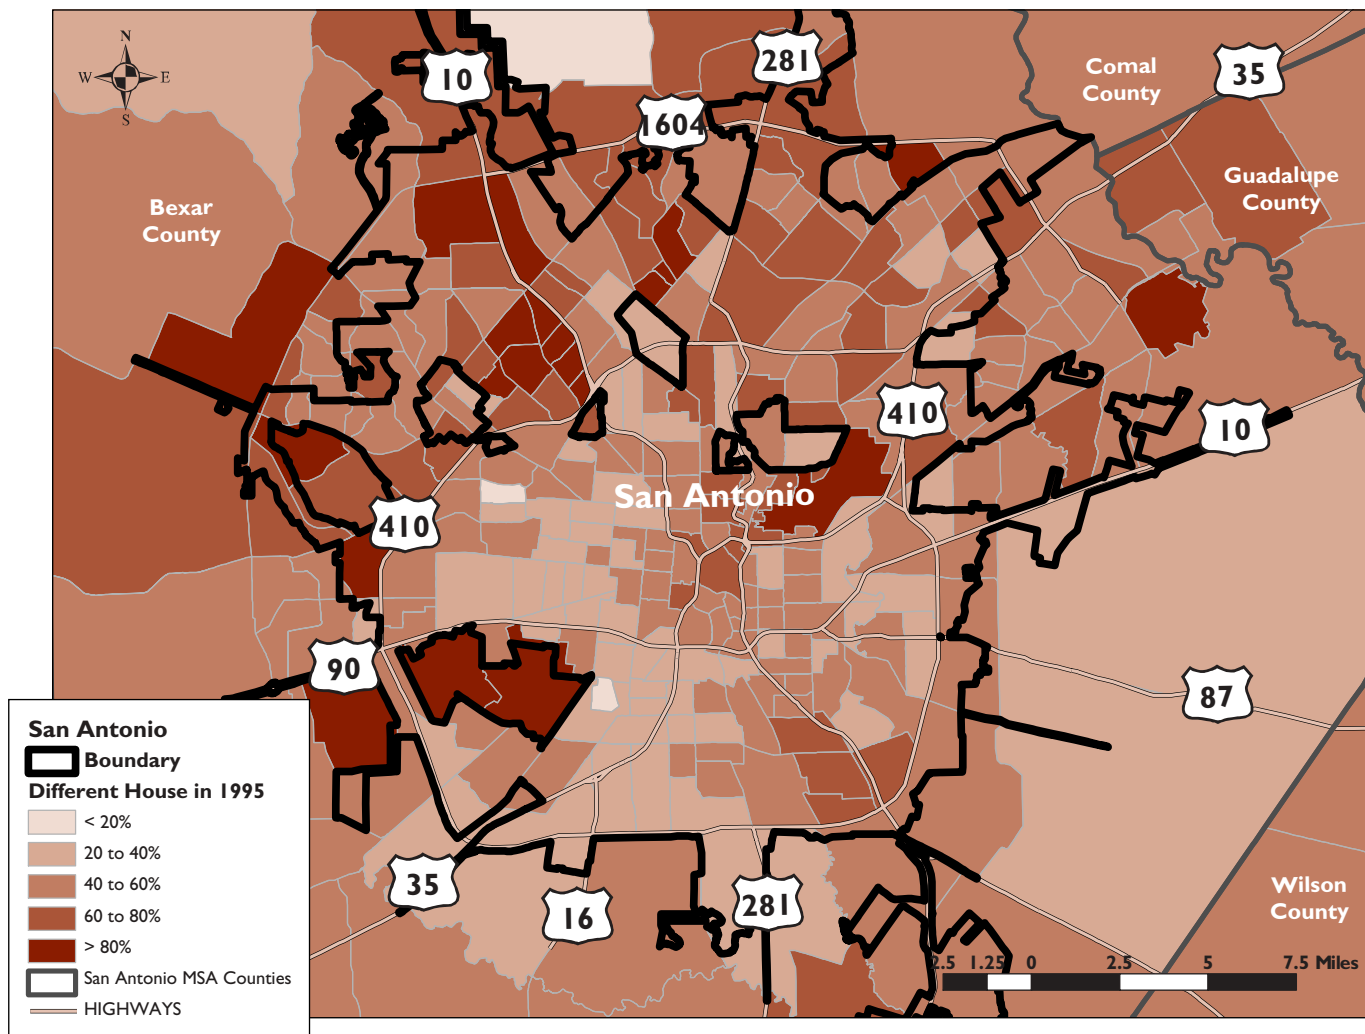 N
W E
S
10
281
1604
Comal
County
35
Guadalupe
County
Bexar
County
410
10
San Antonio
410
90
87
35
16
281
Wilson
County
2.5 1.25 0 2.5 5 7.5 Miles
San Antonio
Boundary
Different House in 1995
< 20%
20 to 40%
40 to 60%
60 to 80%
> 80%
San Antonio MSA Counties
HIGHWAYS